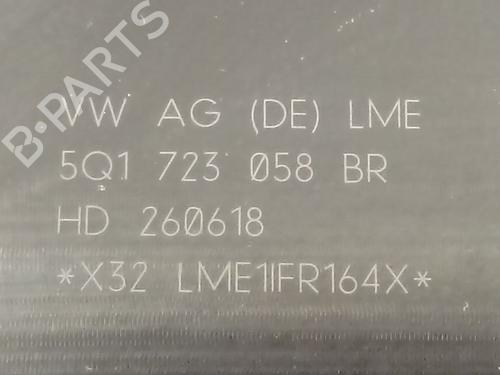 B-PARTS
VW AG (DE) LME
5Q1 723 058 BR
HD 260618
*X32 LME1IFR164X*